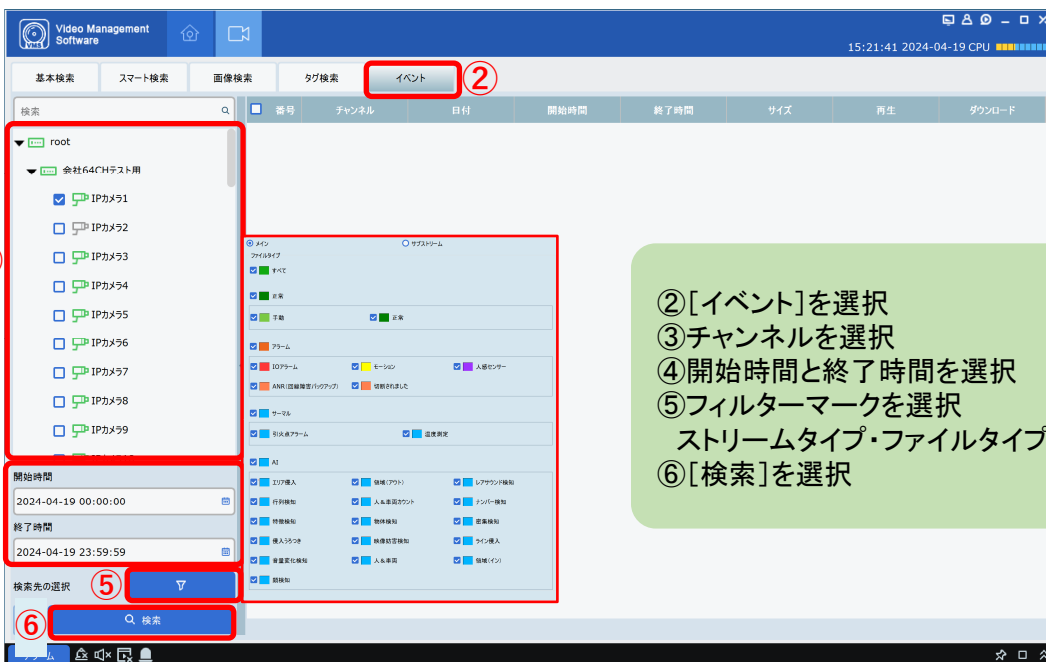 Video Management
Software
VMS
15:21:41 2024-04-19 CPU
基本検索 スマート検索 画像検索 タグ検索 イベント ②
検索
番号 チャンネル 日付 開始時間 終了時間 サイズ 再生 ダウンロード
root
会社64CHテスト用
IPカメラ1
IPカメラ2
IPカメラ3
IPカメラ4
IPカメラ5
IPカメラ6
IPカメラ7
IPカメラ8
IPカメラ9
開始時間
2024-04-19 00:00:00
終了時間
2024-04-19 23:59:59
検索先の選択 ⑤
⑥ 検索
メイン サブストリーム
ファイルタイプ
すべて
正常
手動 正常
アラーム
IOアラーム モーション 人感センサー
ANR(回線障害バックアップ) 切断されました
サーマル
引火点アラーム 温度測定
AI
エリア侵入 領域(アウト) レアサウンド検知
行列検知 人&車両カウント ナンバー検知
特徴検知 物体検知 密集検知
侵入うろつき 映像妨害検知 ライン侵入
音量変化検知 人&車両 領域(イン)
顔検知
②[イベント]を選択
③チャンネルを選択
④開始時間と終了時間を選択
⑤フィルターマークを選択
ストリームタイプ・ファイルタイプ
⑥[検索]を選択